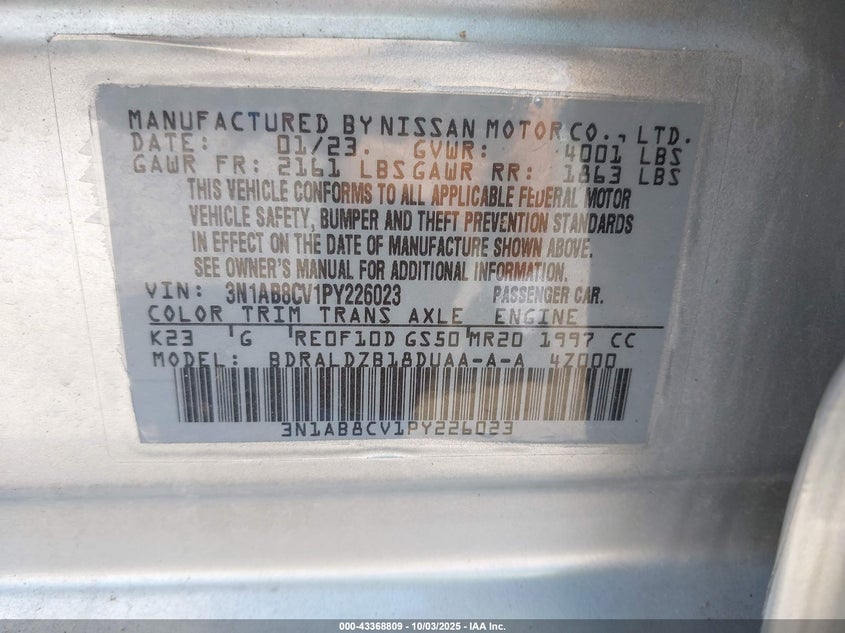 MANUFACTURED BY NISSAN MOTOR CO., LTD.
DATE: 01/23. GVWR: 4001 LBS
GAWR FR: 2161 LBS GAWR RR: 1863 LBS
THIS VEHICLE CONFORMS TO ALL APPLICABLE FEDERAL MOTOR
VEHICLE SAFETY, BUMPER AND THEFT PREVENTION STANDARDS
IN EFFECT ON THE DATE OF MANUFACTURE SHOWN ABOVE.
SEE OWNER'S MANUAL FOR ADDITIONAL INFORMATION.
VIN: 3N1AB8CV1PY226023 PASSENGER CAR.
COLOR TRIM TRANS AXLE ENGINE
K23 G RE0F10D GS50 MR20 1997 CC
MODEL: BDRALDZB18DUAA-A-A 4Z000
3N1AB8CV1PY226023
000-43368809 - 10/03/2025 - IAA Inc.